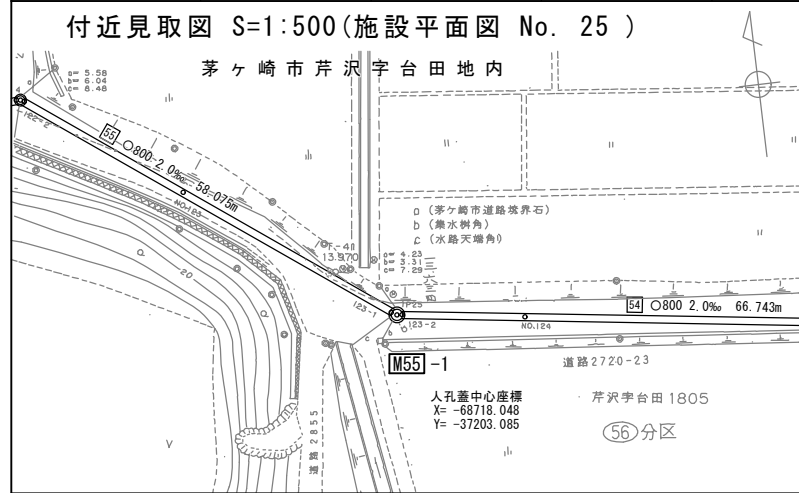 付近見取図 S=1:500(施設平面図 No. 25 )
茅ヶ崎市芹沢字台田地内
a= 5.58
b= 6.04
c= 8.48
122-2
55 ○800 2.0‰ 58.075m
NO.123
a (茅ケ崎市道路境界石)
b (集水桝角)
c (水路天端角)
T-41
13.970
a= 4.23
b= 3.31
c= 7.29
20
123-1
IP25
123-2
54 ○800 2.0‰ 66.743m
NO.124
M55 -1
道路2720-23
人孔蓋中心座標
X= -68718.048
Y= -37203.085
芹沢字台田1805
56分区
道路2855